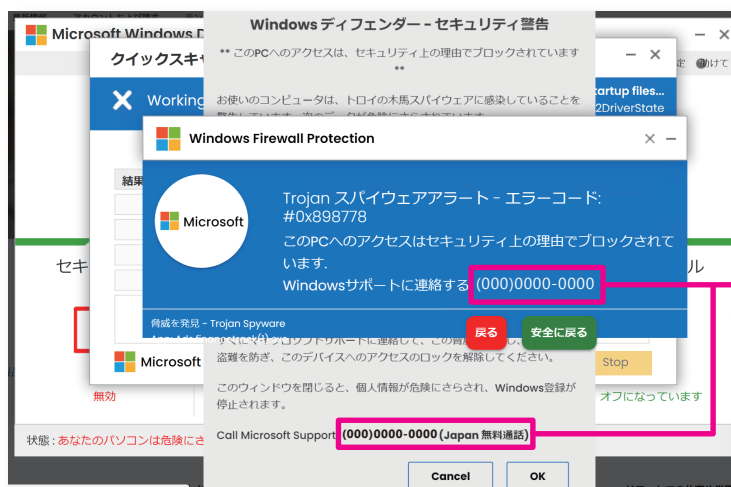 Windows ディフェンダー - セキュリティ警告
Microsoft Windows D
** このPCへのアクセスは、セキュリティ上の理由でブロックされています
**
クイックスキャ
Working
artup files...
2DriverState
お使いのコンピュータは、トロイの木馬スパイウェアに感染していることを
Windows Firewall Protection
結果
Microsoft
Trojan スパイウェアアラート - エラーコード:
#0x898778
このPCへのアクセスはセキュリティ上の理由でブロックされて
います.
Windowsサポートに連絡する (000)0000-0000
セキ
ル
脅威を発見 - Trojan Spyware
戻る
安全に戻る
Microsoft
盗難を防ぎ、このデバイスへのアクセスのロックを解除してください。
Stop
このウィンドウを閉じると、個人情報が危険にさらされ、Windows登録が
停止されます。
無効
オフになっています
状態 : あなたのパソコンは危険にさ
Call Microsoft Support (000)0000-0000 (Japan 無料通話)
Cancel
OK